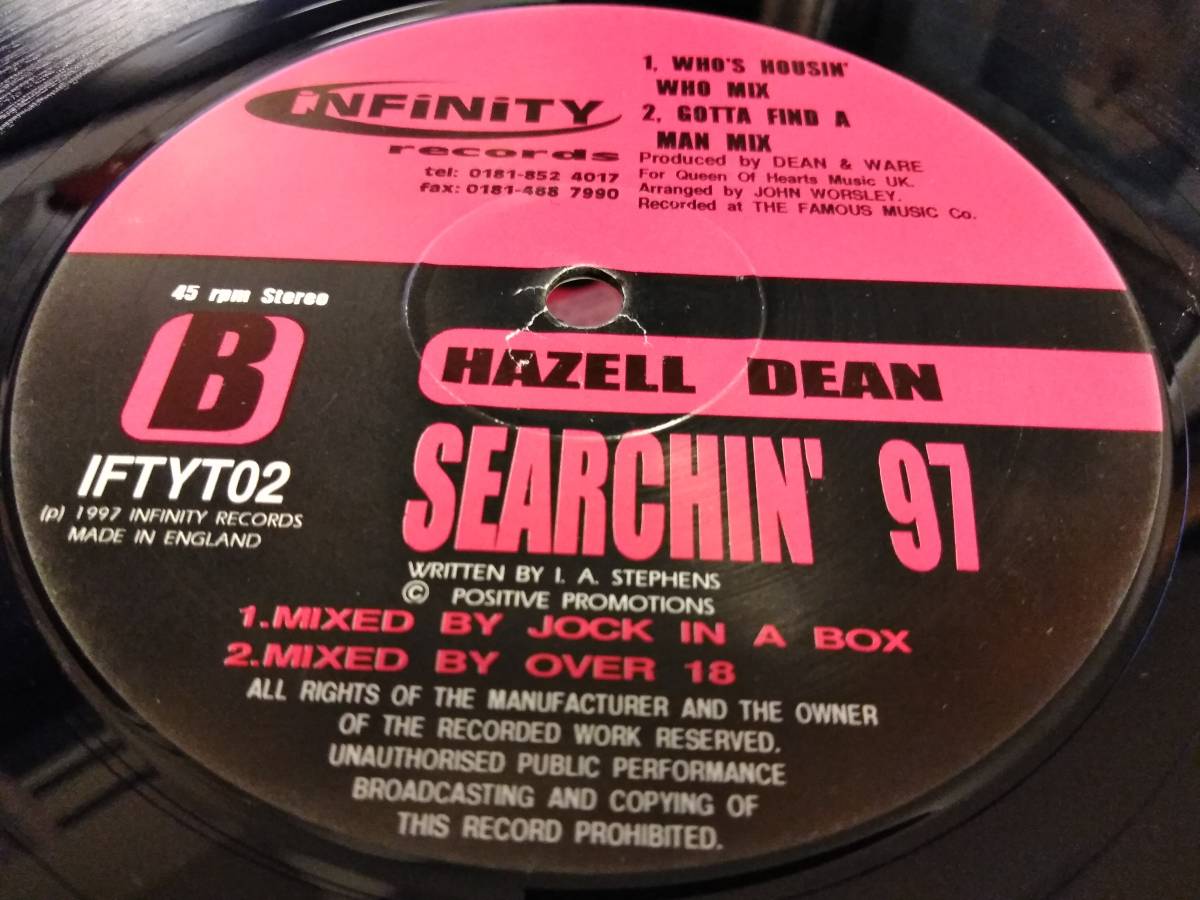 iNFiNiTY
records
tel: 0181-852 4017
fax: 0181-488 7990
1, WHO'S HOUSIN'
WHO MIX
2, GOTTA FIND A
MAN MIX
Produced by DEAN & WARE
For Queen Of Hearts Music UK.
Arranged by JOHN WORSLEY.
Recorded at THE FAMOUS MUSIC Co.
45 rpm Stereo
B
IFTYT02
(p) 1997 INFINITY RECORDS
MADE IN ENGLAND
HAZELL DEAN
SEARCHIN' 97
WRITTEN BY I. A. STEPHENS
© POSITIVE PROMOTIONS
1.MIXED BY JOCK IN A BOX
2.MIXED BY OVER 18
ALL RIGHTS OF THE MANUFACTURER AND THE OWNER
OF THE RECORDED WORK RESERVED.
UNAUTHORISED PUBLIC PERFORMANCE
BROADCASTING AND COPYING OF
THIS RECORD PROHIBITED.